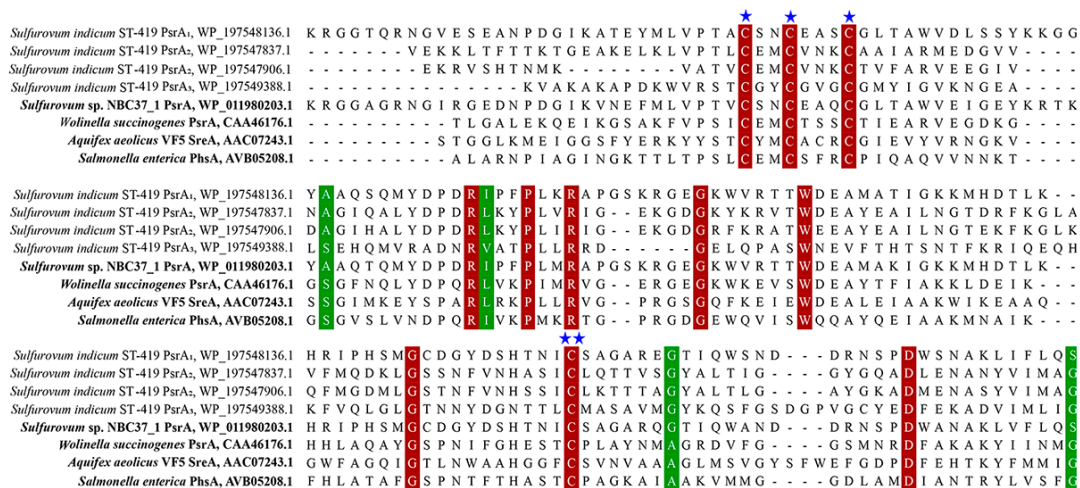 Sulfurovum indicum ST-419 PsrA₁, WP_197548136.1 K R G G T Q R N G V E S E A N P D G I K A T E Y M L V P T A C S N C E A S C G L T A W V D L S S Y K K G G
Sulfurovum indicum ST-419 PsrA₂, WP_197547837.1 - - - - - - - - V E K K L T F T T K T G E A K E L M V P T L C E M C V N K C A A I A R M E D G V V - - - -
Sulfurovum indicum ST-419 PsrA₂, WP_197547906.1 - - - - - - - - E K R V S H T N M K - - - - - - - - V A T V C E M C V N K C T V F A R V E E G I V - - - -
Sulfurovum indicum ST-419 PsrA₃, WP_197549388.1 - - - - - - - - - - - - - - - K V A K A K A P D K W V R S T C G Y C G V G C G M I Y G V K N G E A - - - -
Sulfurovum sp. NBC37_1 PsrA, WP_011980203.1 K R G G A G R N G I R G E D N P D G I K V N E F M L V P T V C S N C E A Q C G L T A W V E I G E Y K R T K
Wolinella succinogenes PsrA, CAA46176.1 - - - - - - - - - - T L G A L E K Q E I K G S A K F V P S I C E M C T S S C T I E A R V E G D K G - - - -
Aquifex aeolicus VF5 SreA, AAC07243.1 - - - - - - - - - S T G G L K M E I G G S F Y E R K Y Y S T C Y M C A C R C G I E V Y V R N G K V - - - -
Salmonella enterica PhsA, AVB05208.1 - - - - - - - - - - A L A R N P I A G I N G K T T L T P S L C E M C S F R C P I Q A Q V V N N K T - - - -
Sulfurovum indicum ST-419 PsrA₁, WP_197548136.1 Y A A Q S Q M Y D P D R I P F P L K R A P G S K R G E G K W V R T T W D E A M A T I G K K M H D T L K - -
Sulfurovum indicum ST-419 PsrA₂, WP_197547837.1 N A G I Q A L Y D P D R L K Y P L V R I G - - E K G D G K Y K R V T W E E A Y E A I L N G T D R F K G L A
Sulfurovum indicum ST-419 PsrA₂, WP_197547906.1 D A G I H A L Y D P D R L K Y P L I R I G - - E K G D G R F K R A T W E E A Y E A I L N G T E K F K G L K
Sulfurovum indicum ST-419 PsrA₃, WP_197549388.1 L S E H Q M V R A D N R V A T P L L R R D - - - - - - G E L Q P A S W N E V F T H T S N T F K R I Q E Q H
Sulfurovum sp. NBC37_1 PsrA, WP_011980203.1 Y A A Q T Q M Y D P D R I P F P L M R A P G S K R G E G K W V R T T W D E A M A K I G K K M H D T L K - -
Wolinella succinogenes PsrA, CAA46176.1 S G G F N Q L Y D P D R L V K P I M R V G - - E R G E G K W K E V S W D E A Y T F I A K K L D E I K - - -
Aquifex aeolicus VF5 SreA, AAC07243.1 S S G I M K E Y S P A R L R K P L L R V G - - P R G S G Q F K E I E W D E A L E I A A K W I K E A A Q - -
Salmonella enterica PhsA, AVB05208.1 G S G V S L V N D P Q R I V K P M K R T G - - P R G D G E W Q V I S W Q Q A Y Q E I A A K M N A I K - - -
Sulfurovum indicum ST-419 PsrA₁, WP_197548136.1 H R I P H S M G C D G Y D S H T N I C S A G A R E G T I Q W S N D - - - D R N S P D W S N A K L I F L Q S
Sulfurovum indicum ST-419 PsrA₂, WP_197547837.1 V F M Q D K L G S S N F V N H A S I C L Q T T V S G Y A L T I G - - - - G Y G Q A D L E N A N Y V I M A G
Sulfurovum indicum ST-419 PsrA₂, WP_197547906.1 Q F M G D M L G S T N F V N H S S I C L K T T T A G Y A L T L G - - - - A Y G K A D M E N A S Y V I M A G
Sulfurovum indicum ST-419 PsrA₃, WP_197549388.1 K F V Q L G L G T N N Y D G N T T L C M A S A V M G Y K Q S F G S D G P V G C Y E D F E K A D V I M L I G
Sulfurovum sp. NBC37_1 PsrA, WP_011980203.1 H R I P H S M G C D G Y D S H T N I C S A G A R Q G T I Q W A N D - - - D R N S P D W D N A K L V F L Q S
Wolinella succinogenes PsrA, CAA46176.1 H H L A Q A Y G S P N I F G H E S T C P L A Y N M A G R D V F G - - - - G S M N R D F A K A K Y I I N M G
Aquifex aeolicus VF5 SreA, AAC07243.1 G W F A G Q I G T L N W A A H G G F C S V N V A A A G L M S V G Y S F W E F G D P D F E H T K Y F M M I G
Salmonella enterica PhsA, AVB05208.1 F H L A T A F G S P N T F T H A S T C P A G K A I A A K V M M G - - - - G D L A M D I A N T R Y L V S F G